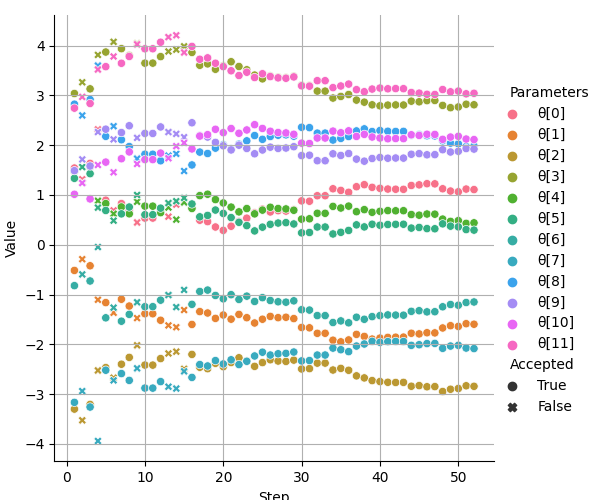 Value
4
3
2
1
0
−1
−2
−3
−4
0
10
20
30
40
50
Step
Parameters
θ[0]
θ[1]
θ[2]
θ[3]
θ[4]
θ[5]
θ[6]
θ[7]
θ[8]
θ[9]
θ[10]
θ[11]
Accepted
True
False